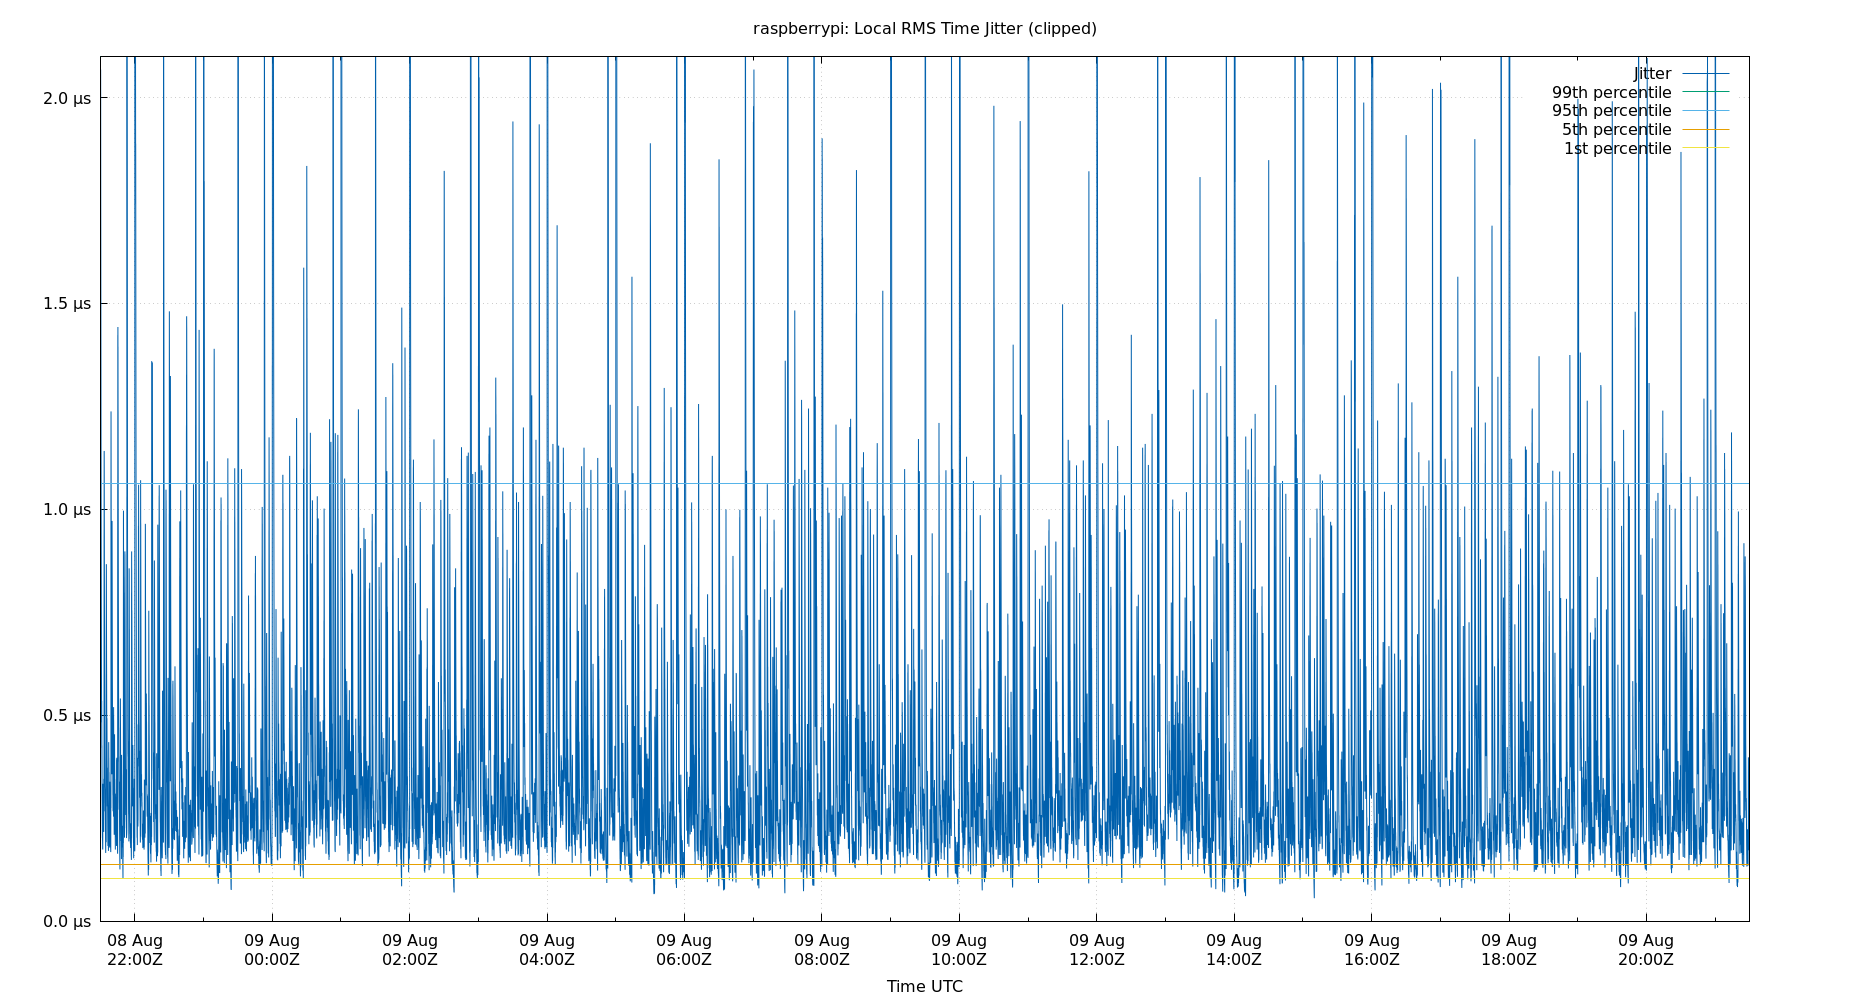 raspberrypi: Local RMS Time Jitter (clipped)
Jitter
99th percentile
95th percentile
5th percentile
1st percentile
2.0 µs
1.5 µs
1.0 µs
0.5 µs
0.0 µs
08 Aug 09 Aug 09 Aug 09 Aug 09 Aug 09 Aug 09 Aug 09 Aug 09 Aug 09 Aug 09 Aug 09 Aug
22:00Z 00:00Z 02:00Z 04:00Z 06:00Z 08:00Z 10:00Z 12:00Z 14:00Z 16:00Z 18:00Z 20:00Z
Time UTC